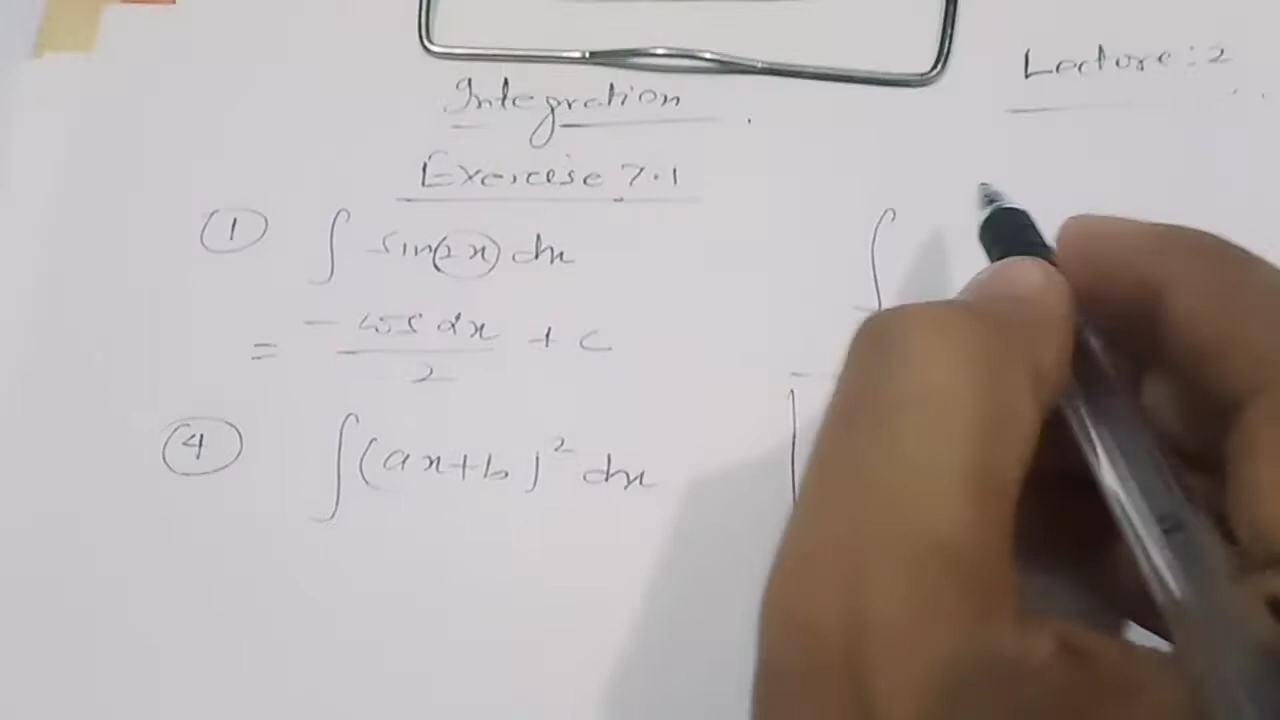 Lecture : 2
Integration
Exercise 7.1
① ∫ sin(2x) dx
= - cos 2x / 2 + c
④ ∫ (ax+b)² dx
∫